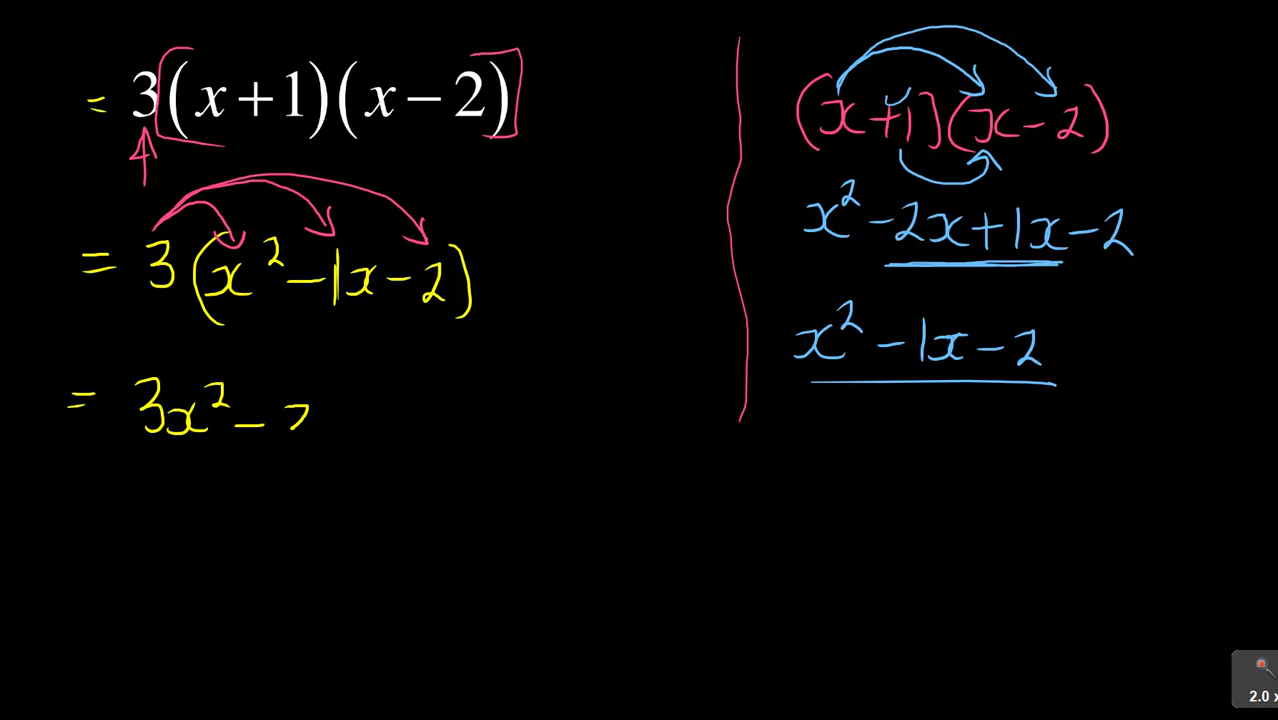 = 3(x+1)(x−2)
= 3(x² −1x −2)
= 3x² −
(x+1)(x−2)
x² −2x+1x−2
x² −1x−2
2.0 x